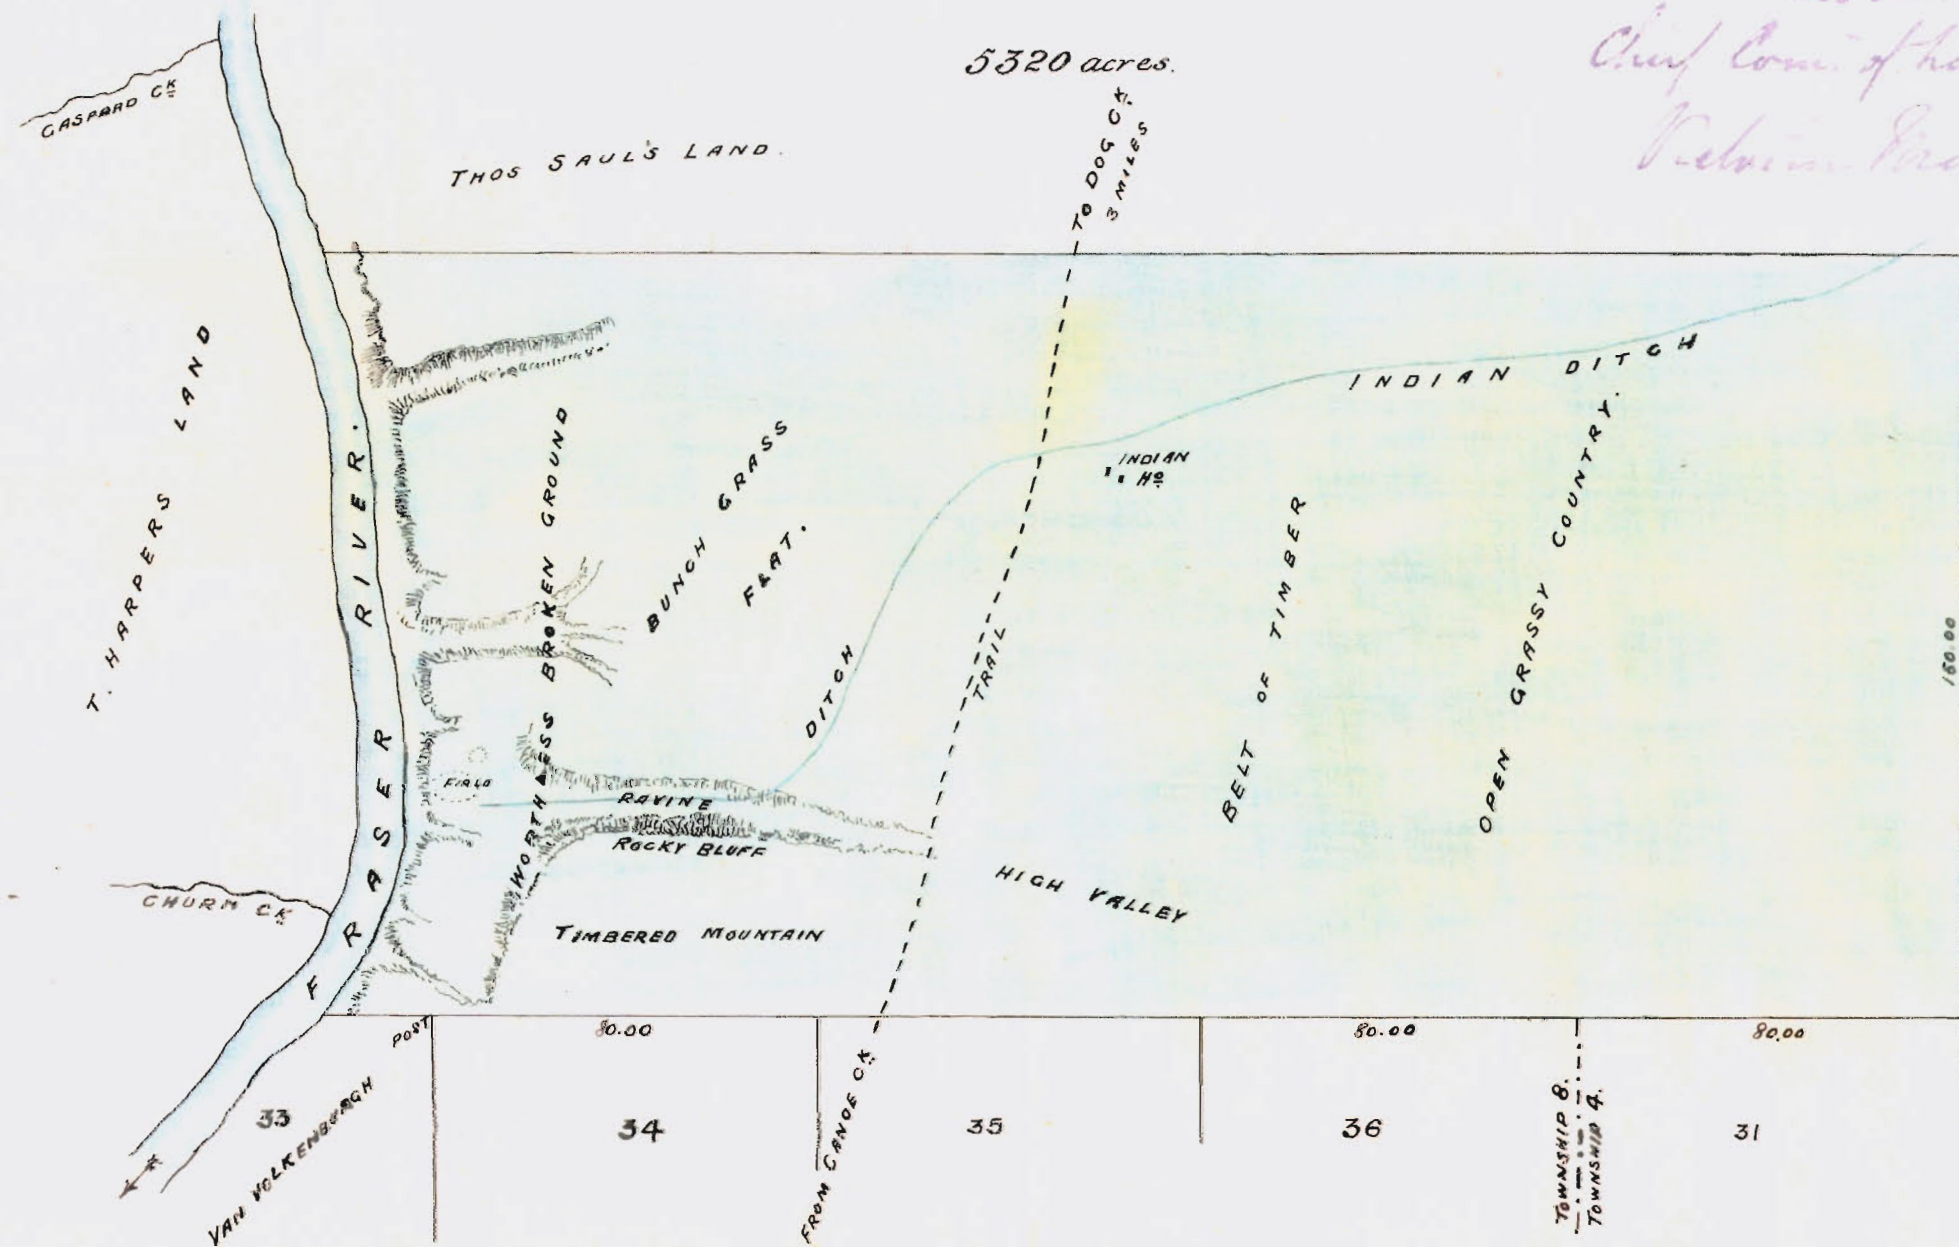 5320 acres.
Chief Com. of
GASPARD CK
THOS SAUL'S LAND.
TO DOG CK.
3 MILES
T. HARPERS LAND
FRASER RIVER.
WORTHLESS BROKEN GROUND
BUNCH GRASS
FLAT.
INDIAN DITCH
INDIAN
HO
DITCH
TRAIL
BELT OF TIMBER
OPEN GRASSY COUNTRY.
160.00
FIELD
RAVINE
ROCKY BLUFF
HIGH VALLEY
CHURM CK
TIMBERED MOUNTAIN
POST
80.00
80.00
80.00
33
34
35
36
31
VAN VOLKENBURGH
FROM CANOE CK
TOWNSHIP 8.
TOWNSHIP 4.